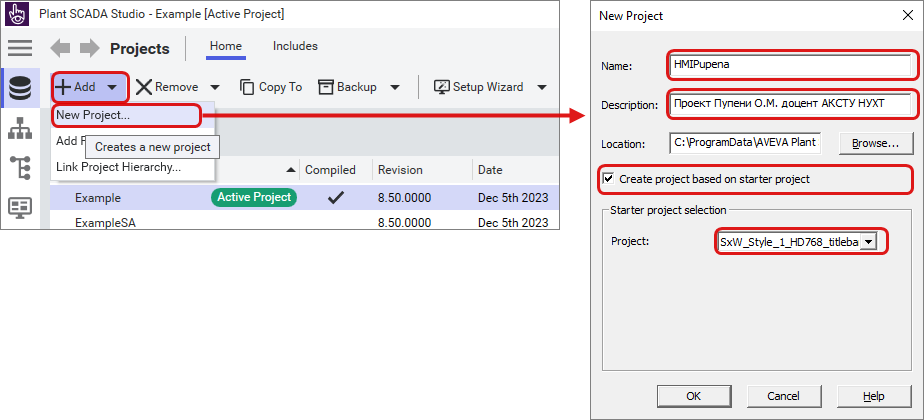 Plant SCADA Studio - Example [Active Project]
Projects Home Includes
Add Remove Copy To Backup Setup Wizard
New Project...
Add
Creates a new project
Link Project Hierarchy...
Compiled Revision Date
Example Active Project 8.50.0000 Dec 5th 2023
ExampleSA 8.50.0000 Dec 5th 2023
New Project
Name: HMIPupena
Description: Проект Пупени О.М. доцент АКСТУ НУХТ
Location: C:\ProgramData\AVEVA Plant Browse...
Create project based on starter project
Starter project selection
Project: SxW_Style_1_HD768_titleba
OK Cancel Help